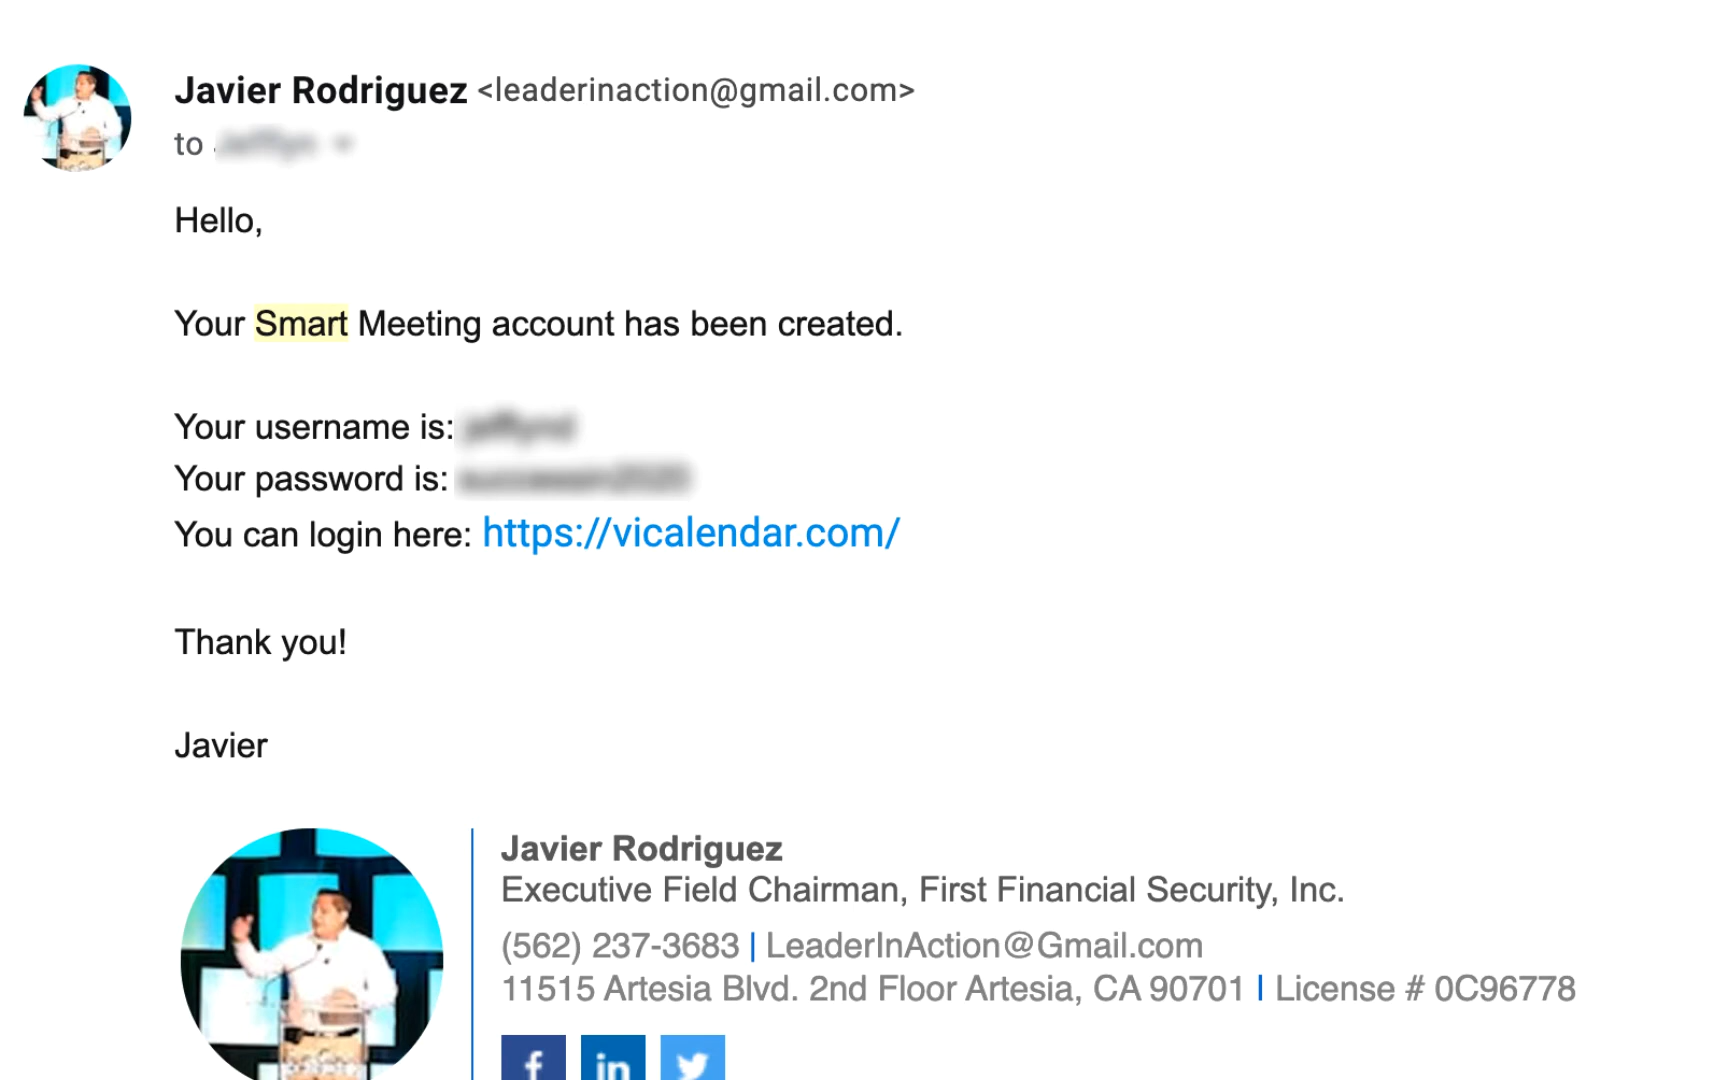 Javier Rodriguez <leaderinaction@gmail.com>
to
Hello,
Your Smart Meeting account has been created.
Your username is:
Your password is:
You can login here: https://vicalendar.com/
Thank you!
Javier
Javier Rodriguez
Executive Field Chairman, First Financial Security, Inc.
(562) 237-3683 | LeaderInAction@Gmail.com
11515 Artesia Blvd. 2nd Floor Artesia, CA 90701 | License # 0C96778
f in